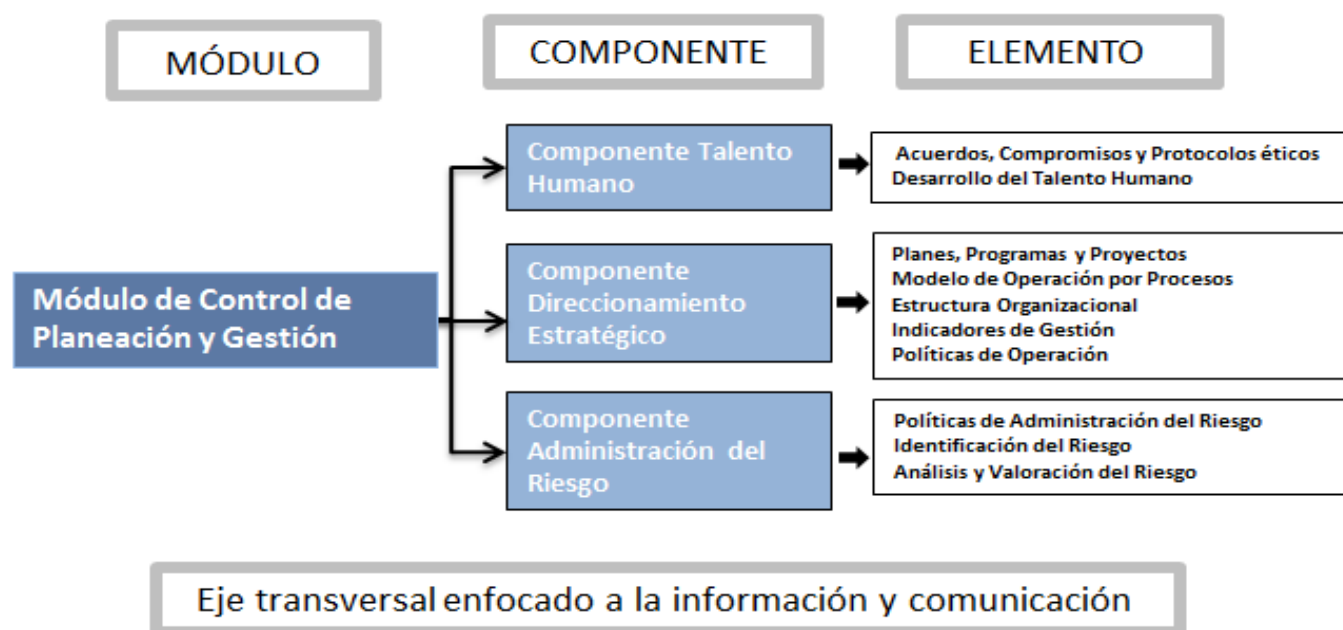 MÓDULO
COMPONENTE
ELEMENTO
Módulo de Control de
Planeación y Gestión
Componente Talento
Humano
Acuerdos, Compromisos y Protocolos éticos
Desarrollo del Talento Humano
Componente
Direccionamiento
Estratégico
Planes, Programas y Proyectos
Modelo de Operación por Procesos
Estructura Organizacional
Indicadores de Gestión
Políticas de Operación
Componente
Administración del
Riesgo
Políticas de Administración del Riesgo
Identificación del Riesgo
Análisis y Valoración del Riesgo
Eje transversal enfocado a la información y comunicación